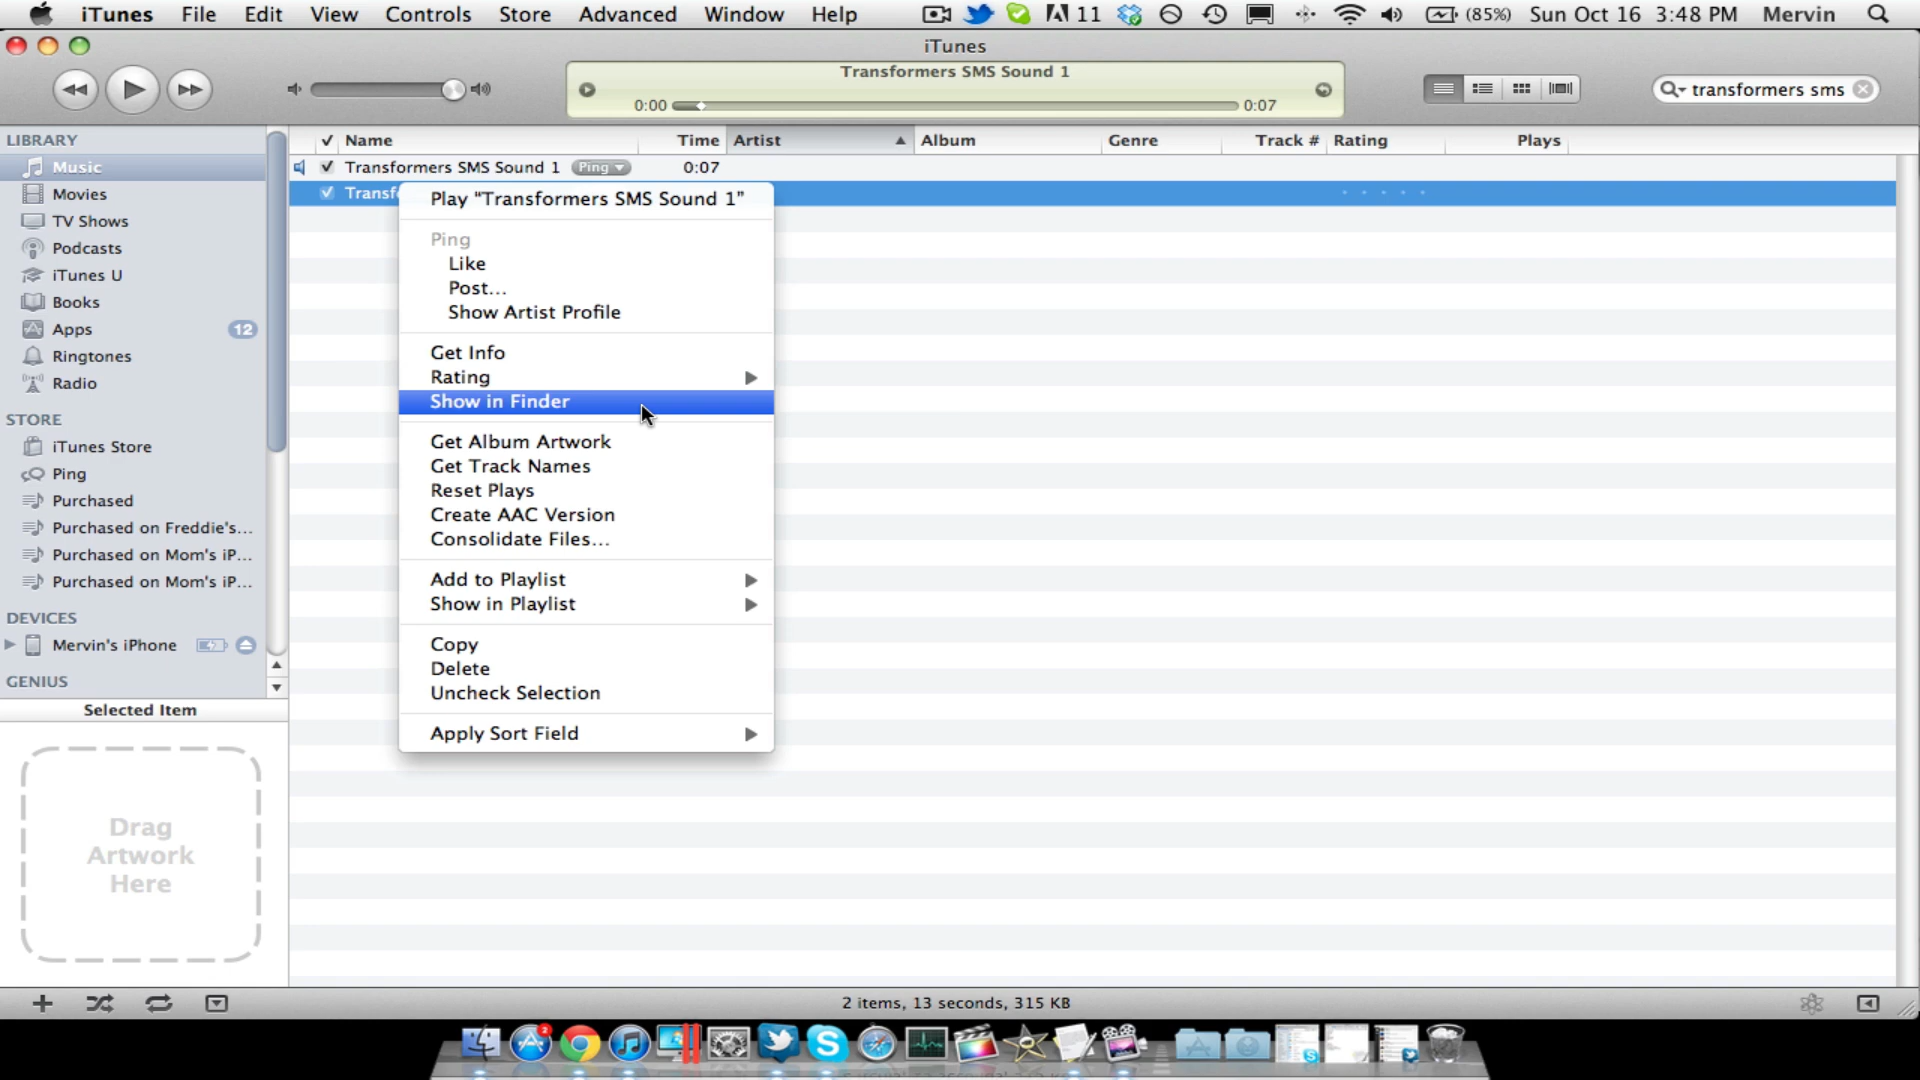 iTunes File Edit View Controls Store Advanced Window Help 11 (85%) Sun Oct 16 3:48 PM Mervin
iTunes
Transformers SMS Sound 1
0:00 0:07
transformers sms
LIBRARY
Music
Movies
TV Shows
Podcasts
iTunes U
Books
Apps 12
Ringtones
Radio
STORE
iTunes Store
Ping
Purchased
Purchased on Freddie's...
Purchased on Mom's iP...
Purchased on Mom's iP...
DEVICES
Mervin's iPhone
GENIUS
Selected Item
Drag
Artwork
Here
✓ Name Time Artist Album Genre Track # Rating Plays
Transformers SMS Sound 1 Ping 0:07
Transf
Play “Transformers SMS Sound 1”
Ping
Like
Post...
Show Artist Profile
Get Info
Rating
Show in Finder
Get Album Artwork
Get Track Names
Reset Plays
Create AAC Version
Consolidate Files...
Add to Playlist
Show in Playlist
Copy
Delete
Uncheck Selection
Apply Sort Field
2 items, 13 seconds, 315 KB
2